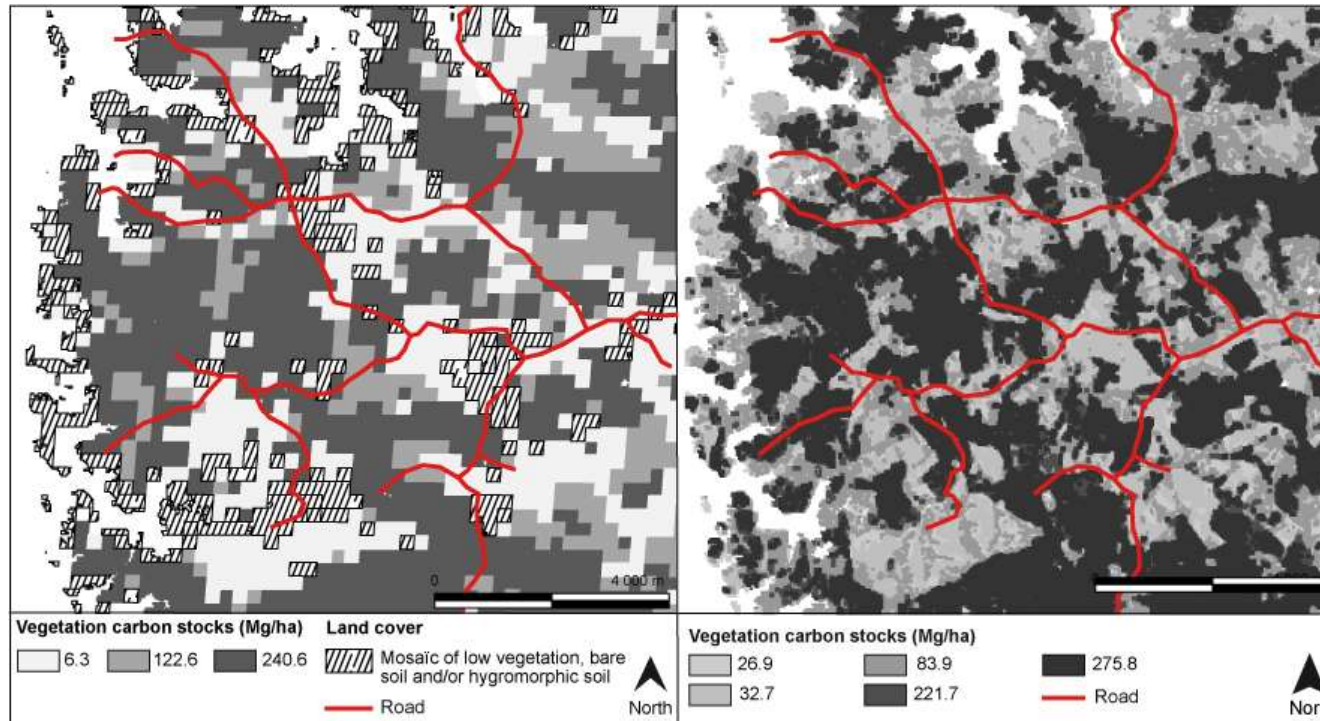 0 4 000 m
Vegetation carbon stocks (Mg/ha) Land cover
6.3 122.6 240.6 Mosaïc of low vegetation, bare
soil and/or hygromorphic soil
Road North
Vegetation carbon stocks (Mg/ha)
26.9 83.9 275.8
32.7 221.7 Road
Nort